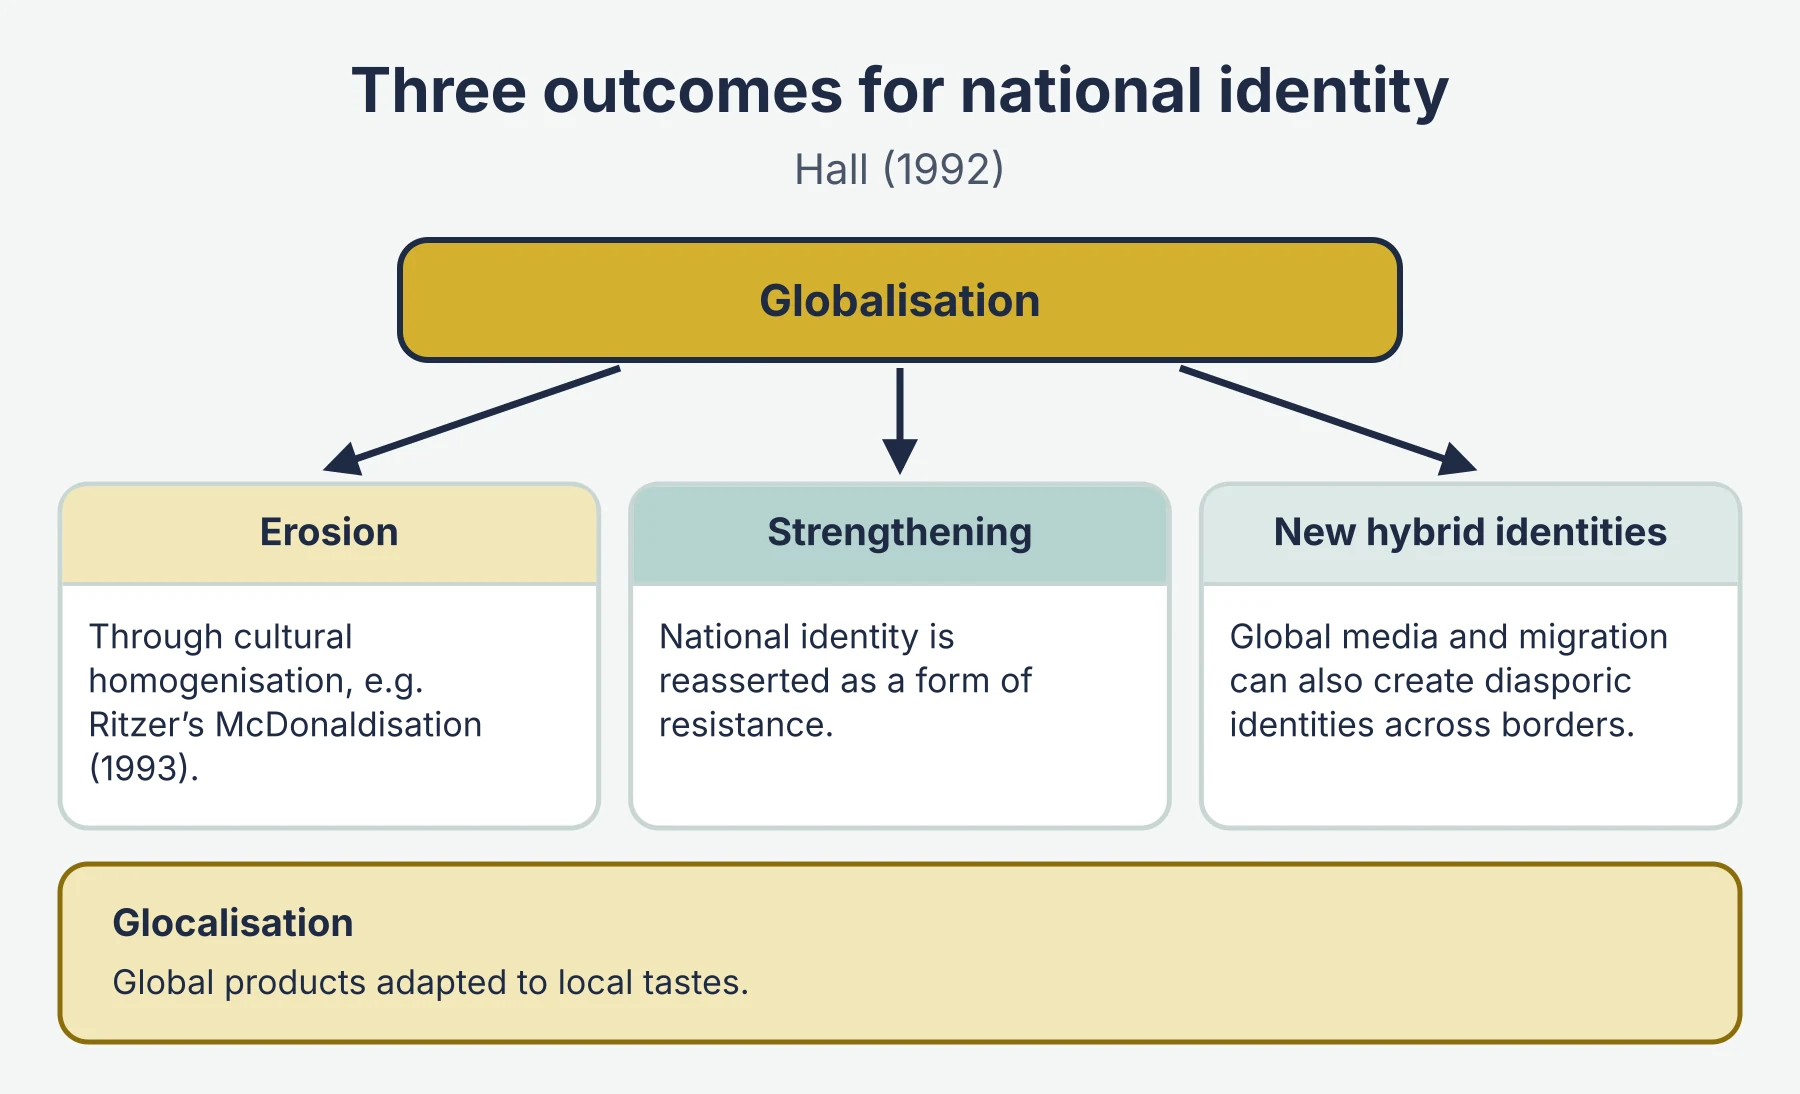 Three outcomes for national identity
Hall (1992)
Globalisation
Erosion
Through cultural
homogenisation, e.g.
Ritzer’s McDonaldisation
(1993).
Strengthening
National identity is
reasserted as a form of
resistance.
New hybrid identities
Global media and migration
can also create diasporic
identities across borders.
Glocalisation
Global products adapted to local tastes.